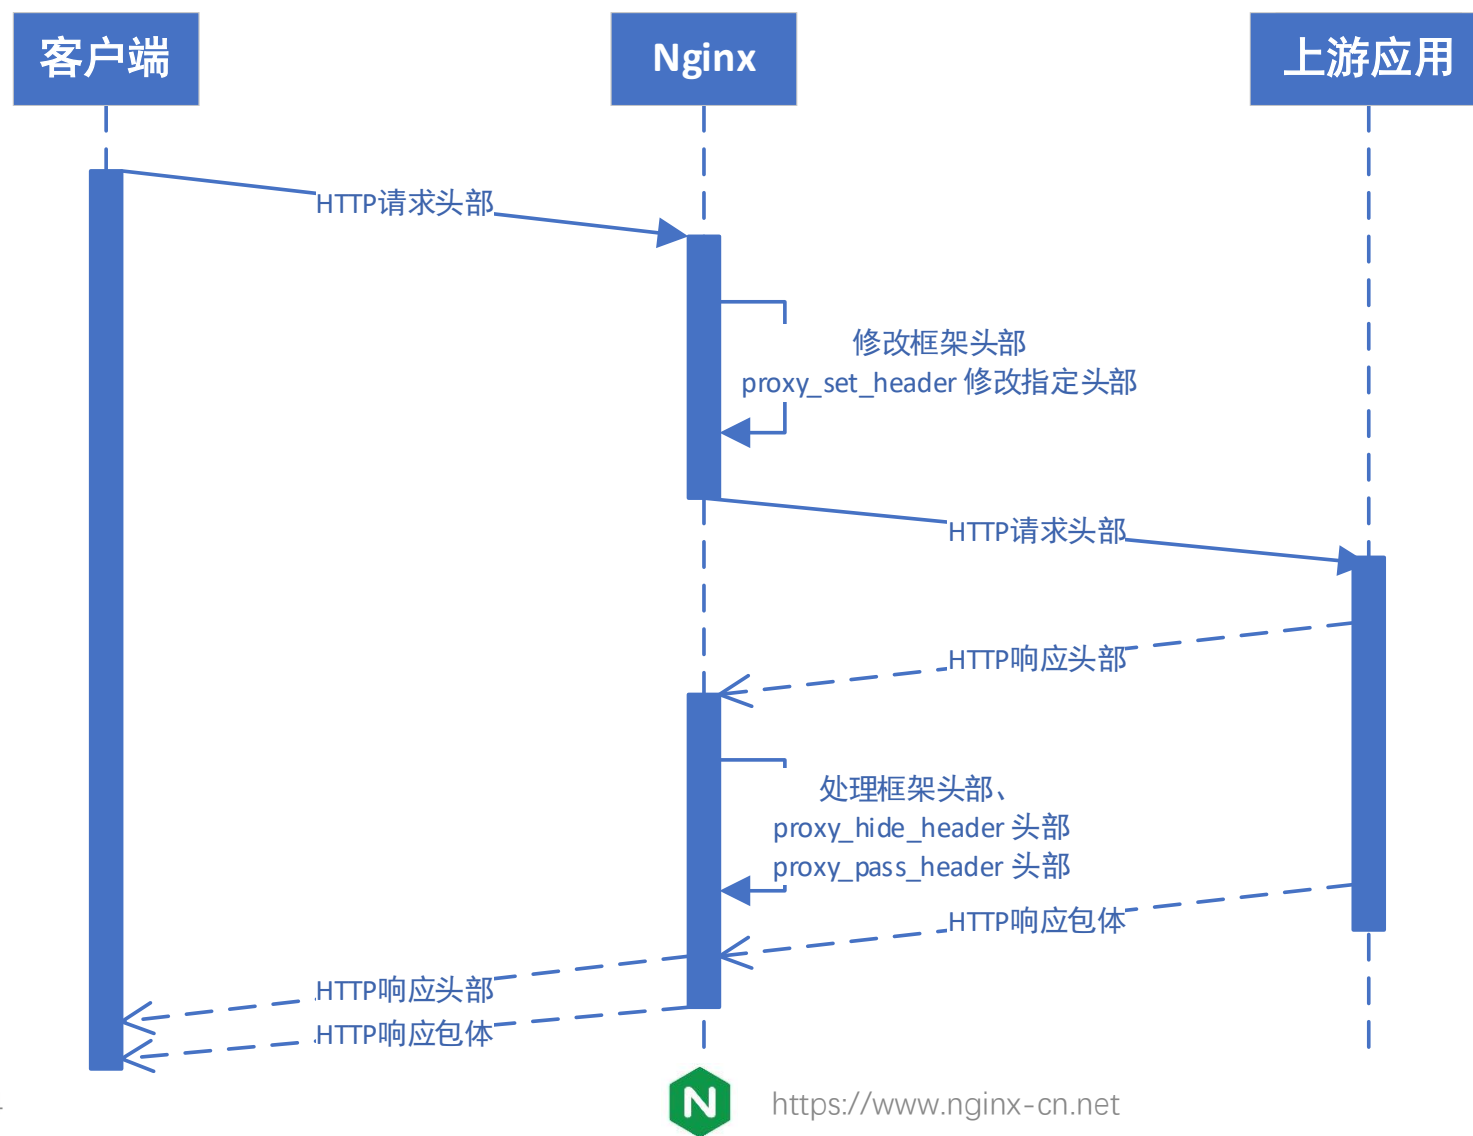 客户端
Nginx
上游应用
HTTP请求头部
修改框架头部
proxy_set_header 修改指定头部
HTTP请求头部
HTTP响应头部
处理框架头部、
proxy_hide_header 头部
proxy_pass_header 头部
HTTP响应包体
HTTP响应头部
HTTP响应包体
N
https://www.nginx-cn.net